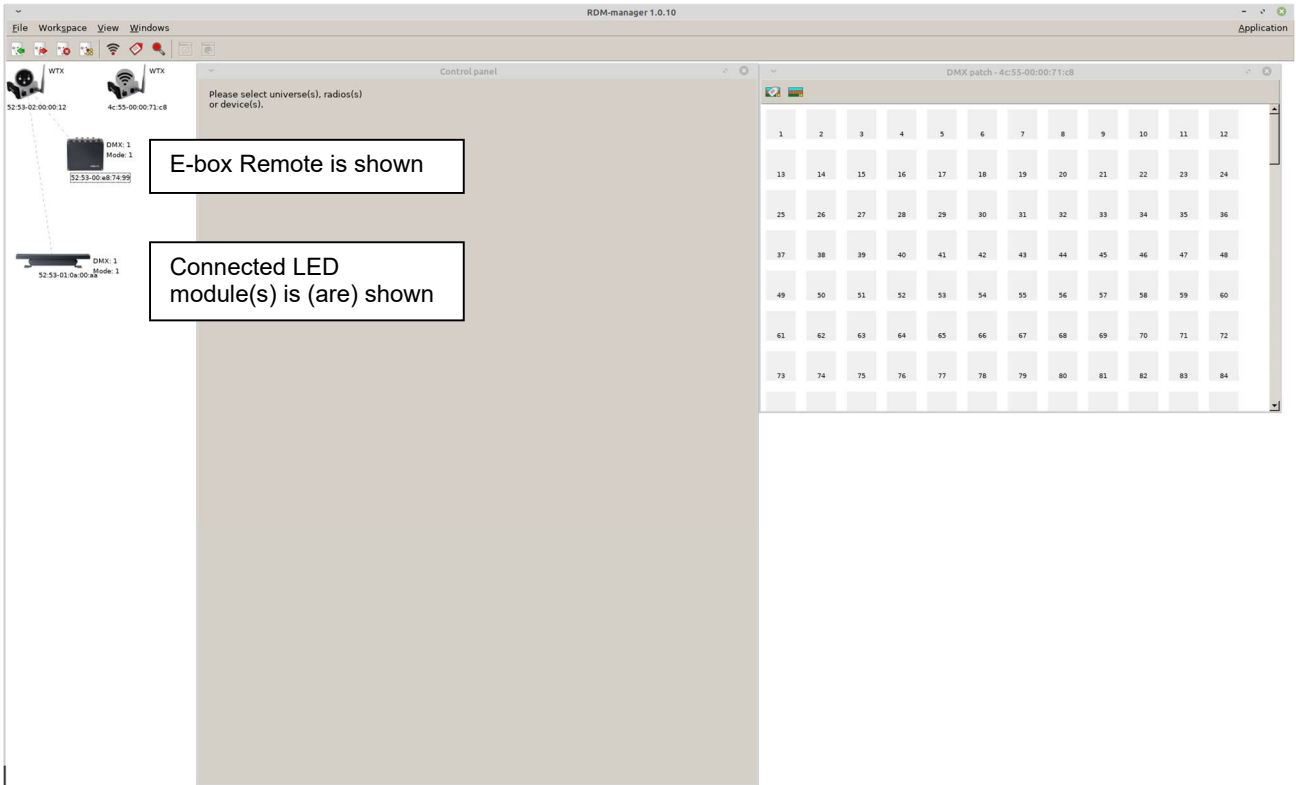 RDM-manager 1.0.10
File Workspace View Windows Application
WTX WTX
52:53-02:00:00:12 4c:55-00:00:71:c8
DMX: 1
Mode: 1
52:53-00:e8:74:99
DMX: 1
Mode: 1
52:53-01:0a:00:aa
Control panel
Please select universe(s), radios(s)
or device(s).
E-box Remote is shown
Connected LED
module(s) is (are) shown
DMX patch - 4c:55-00:00:71:c8
1 2 3 4 5 6 7 8 9 10 11 12
13 14 15 16 17 18 19 20 21 22 23 24
25 26 27 28 29 30 31 32 33 34 35 36
37 38 39 40 41 42 43 44 45 46 47 48
49 50 51 52 53 54 55 56 57 58 59 60
61 62 63 64 65 66 67 68 69 70 71 72
73 74 75 76 77 78 79 80 81 82 83 84